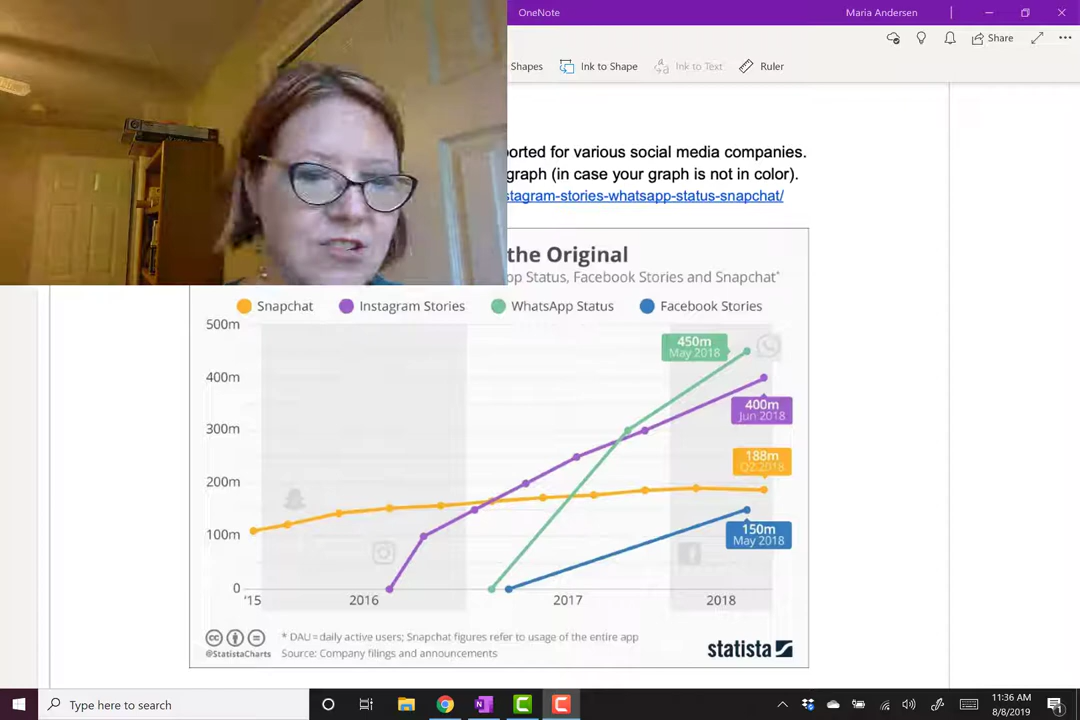 OneNote
Maria Andersen
Share
Shapes
Ink to Shape
Ink to Text
Ruler
ported for various social media companies.
graph (in case your graph is not in color).
stagram-stories-whatsapp-status-snapchat/
the Original
pp Status, Facebook Stories and Snapchat*
Snapchat
Instagram Stories
WhatsApp Status
Facebook Stories
500m
400m
300m
200m
100m
0
450m
May 2018
400m
Jun 2018
188m
Q2 2018
150m
May 2018
'15
2016
2017
2018
@StatistaCharts
* DAU = daily active users; Snapchat figures refer to usage of the entire app
Source: Company filings and announcements
statista
Type here to search
11:36 AM
8/8/2019
1